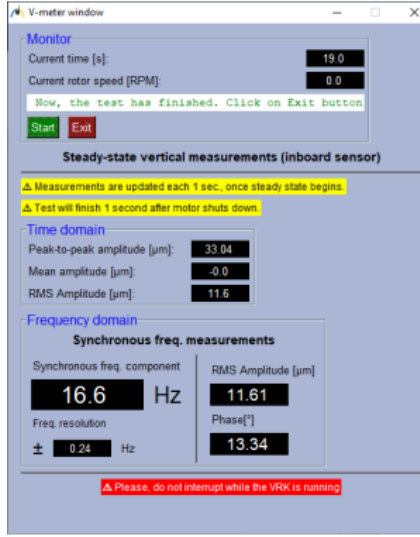 V-meter window
Monitor
Current time [s]: 19.0
Current rotor speed [RPM]: 0.0
Now, the test has finished. Click on Exit button
Start Exit
Steady-state vertical measurements (inboard sensor)
⚠ Measurements are updated each 1 sec., once steady state begins.
⚠ Test will finish 1 second after motor shuts down.
Time domain
Peak-to-peak amplitude [µm]: 33.04
Mean amplitude [µm]: -0.0
RMS Amplitude [µm]: 11.6
Frequency domain
Synchronous freq. measurements
Synchronous freq. component
16.6 Hz
Freq. resolution
± 0.24 Hz
RMS Amplitude [µm]
11.61
Phase[°]
13.34
⚠ Please, do not interrupt while the VRK is running